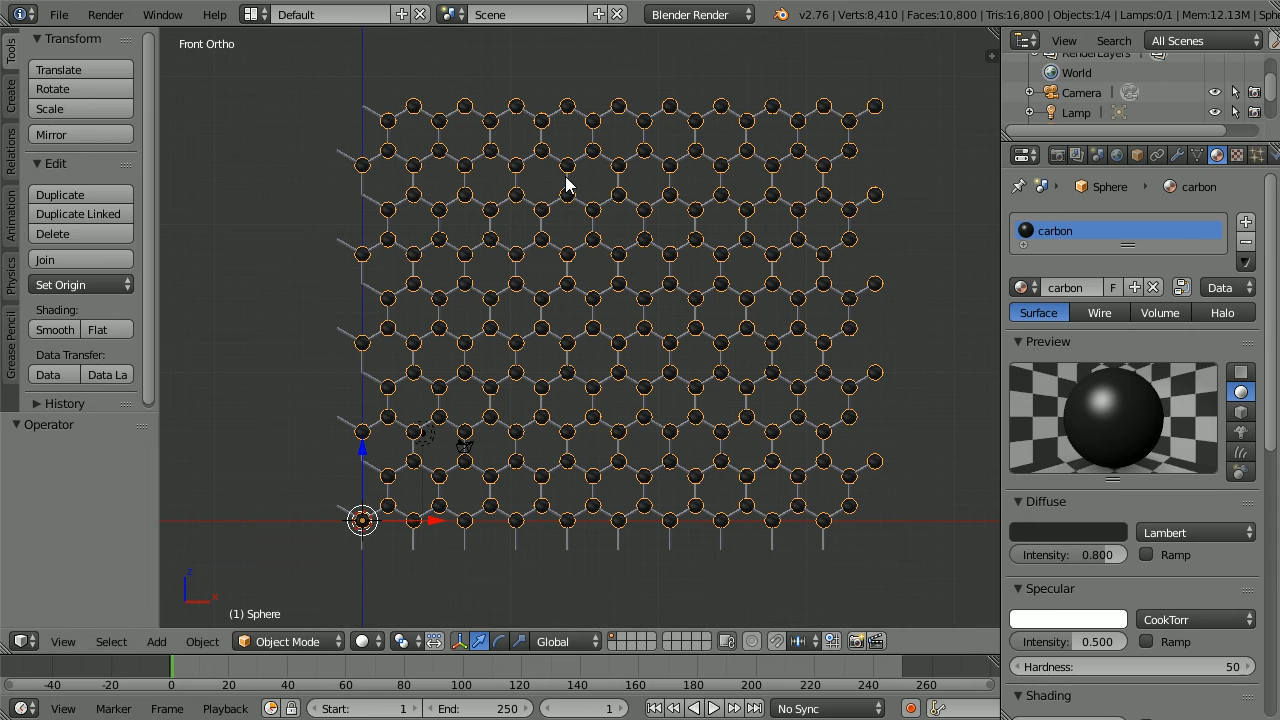 File Render Window Help Default Scene Blender Render v2.76 | Verts:8,410 | Faces:10,800 | Tris:16,800 | Objects:1/4 | Lamps:0/1 | Mem:12.13M |
Tools
Create
Relations
Animation
Physics
Grease Pencil
Transform
Translate
Rotate
Scale
Mirror
Edit
Duplicate
Duplicate Linked
Delete
Join
Set Origin
Shading:
Smooth Flat
Data Transfer:
Data Data La
History
Operator
Front Ortho
z
x
(1) Sphere
View Select Add Object Object Mode Global
-40 -20 0 20 40 60 80 100 120 140 160 180 200 220 240 260
View Marker Frame Playback Start: 1 End: 250 1 No Sync
View Search All Scenes
RenderLayers
World
Camera
Lamp
Sphere carbon
carbon
carbon F Data
Surface Wire Volume Halo
Preview
Diffuse
Lambert
Intensity: 0.800 Ramp
Specular
CookTorr
Intensity: 0.500 Ramp
Hardness: 50
Shading